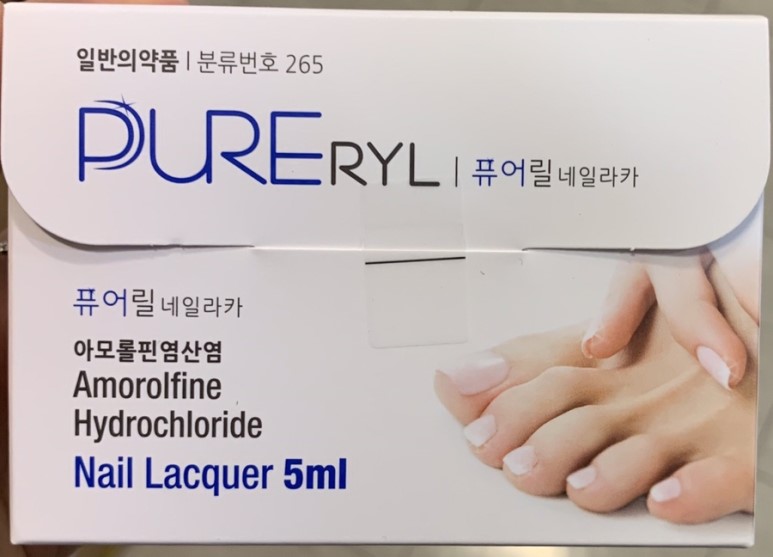 일반의약품 | 분류번호 265
PURERYL | 퓨어릴 네일라카
퓨어릴 네일라카
아모롤핀염산염
Amorolfine
Hydrochloride
Nail Lacquer 5ml